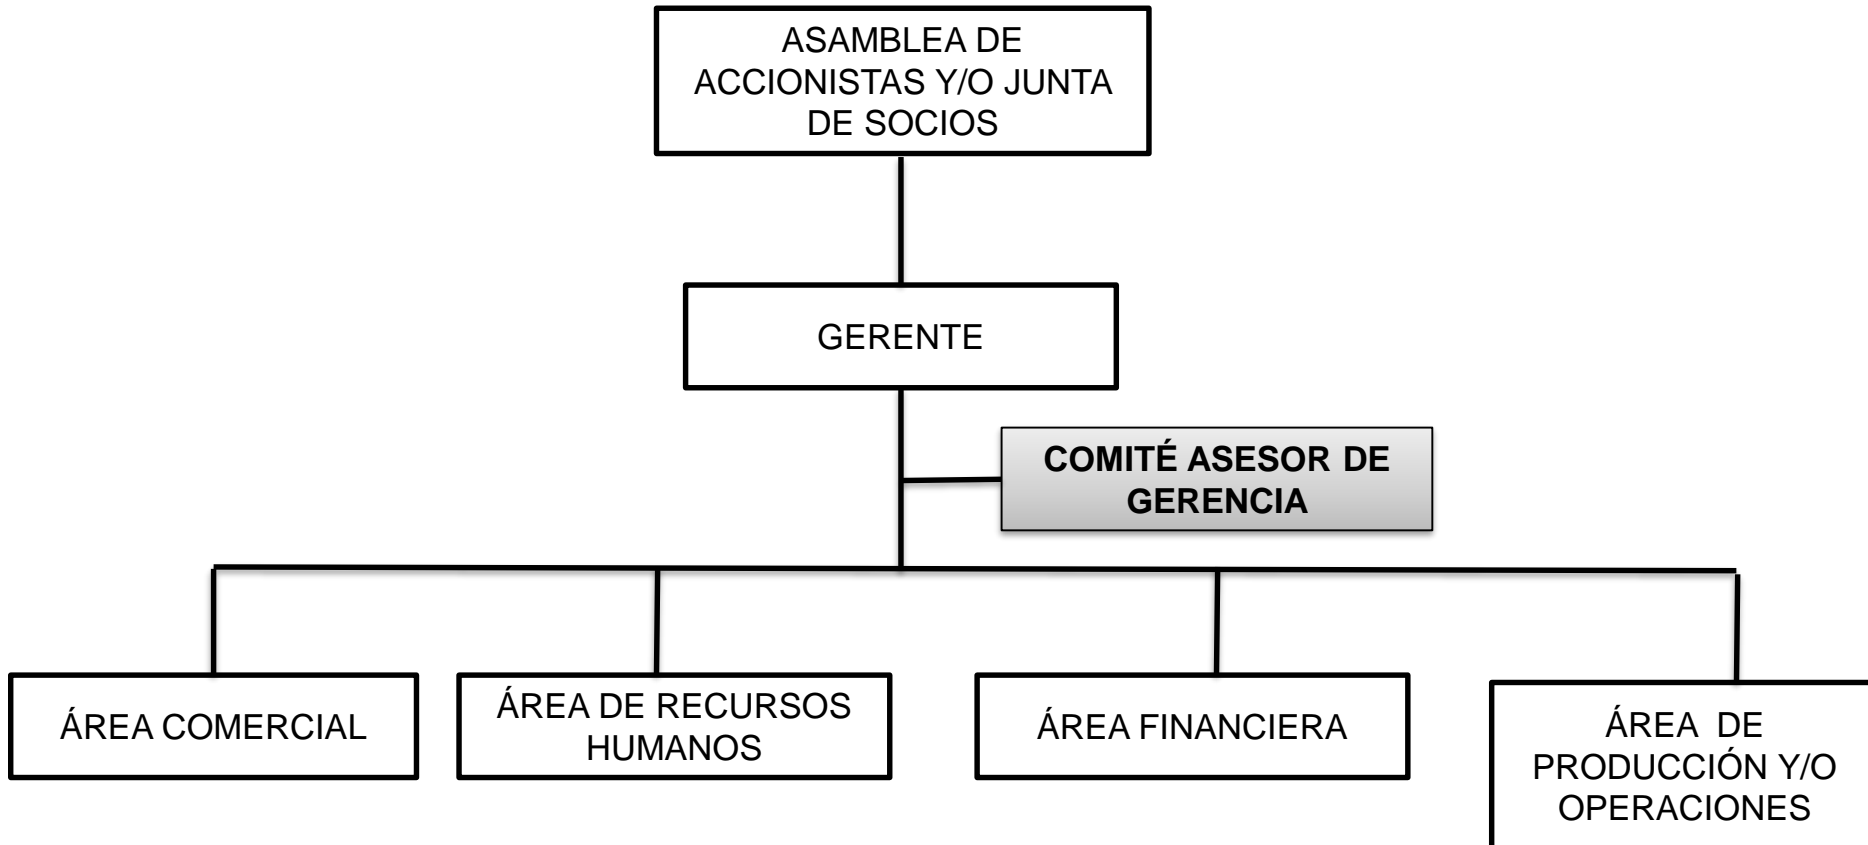 ASAMBLEA DE
ACCIONISTAS Y/O JUNTA
DE SOCIOS
GERENTE
COMITÉ ASESOR DE
GERENCIA
ÁREA COMERCIAL
ÁREA DE RECURSOS
HUMANOS
ÁREA FINANCIERA
ÁREA DE
PRODUCCIÓN Y/O
OPERACIONES